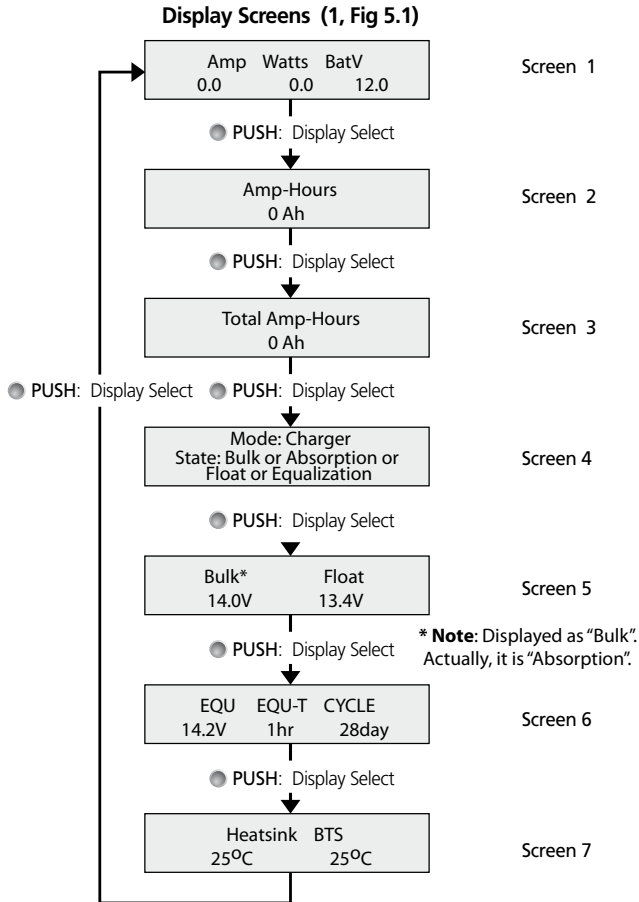 Display Screens (1, Fig 5.1)
Amp Watts BatV
0.0 0.0 12.0
Screen 1
PUSH: Display Select
Amp-Hours
0 Ah
Screen 2
PUSH: Display Select
Total Amp-Hours
0 Ah
Screen 3
PUSH: Display Select
PUSH: Display Select
Mode: Charger
State: Bulk or Absorption or
Float or Equalization
Screen 4
PUSH: Display Select
Bulk* Float
14.0V 13.4V
Screen 5
PUSH: Display Select
* Note: Displayed as “Bulk”.
Actually, it is “Absorption”.
EQU EQU-T CYCLE
14.2V 1hr 28day
Screen 6
PUSH: Display Select
Heatsink BTS
25ºC 25ºC
Screen 7